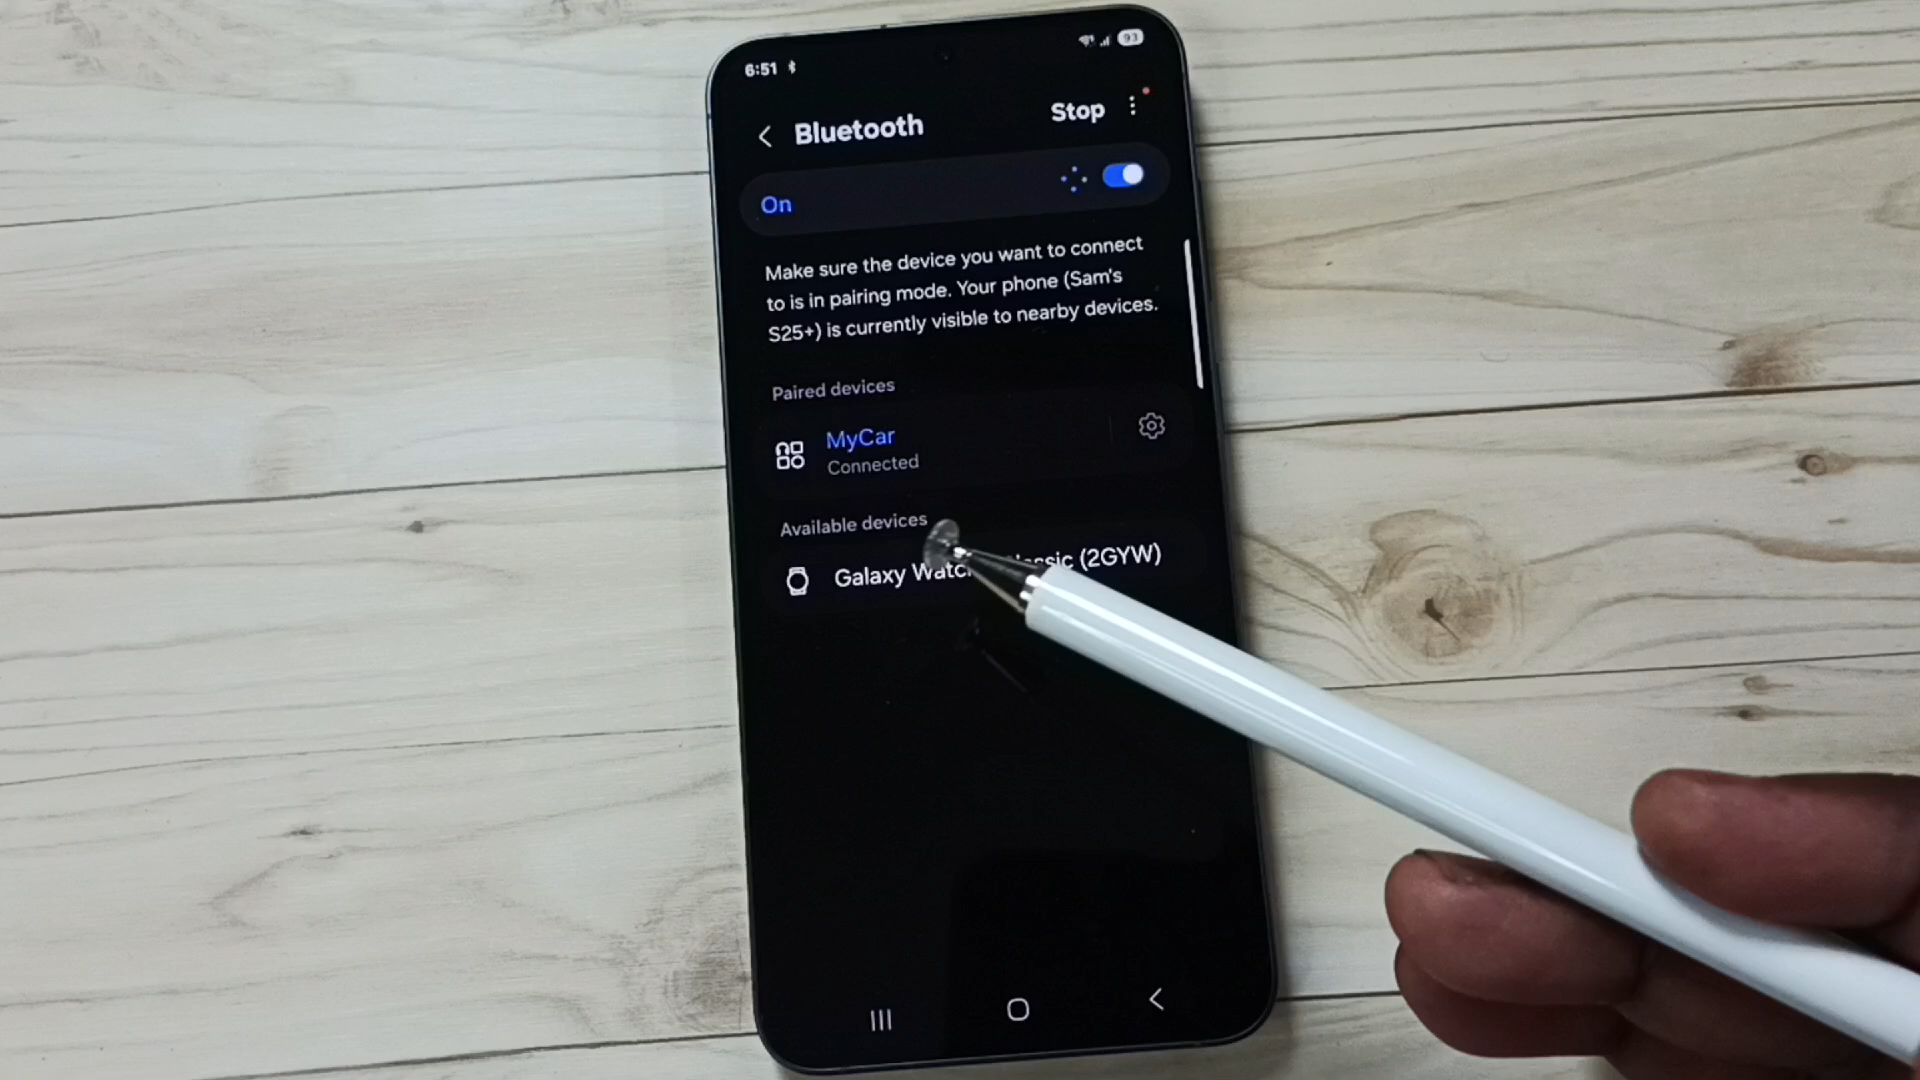 6:51
93
Bluetooth
Stop
On
Make sure the device you want to connect
to is in pairing mode. Your phone (Sam's
S25+) is currently visible to nearby devices.
Paired devices
MyCar
Connected
Available devices
Galaxy (2GYW)